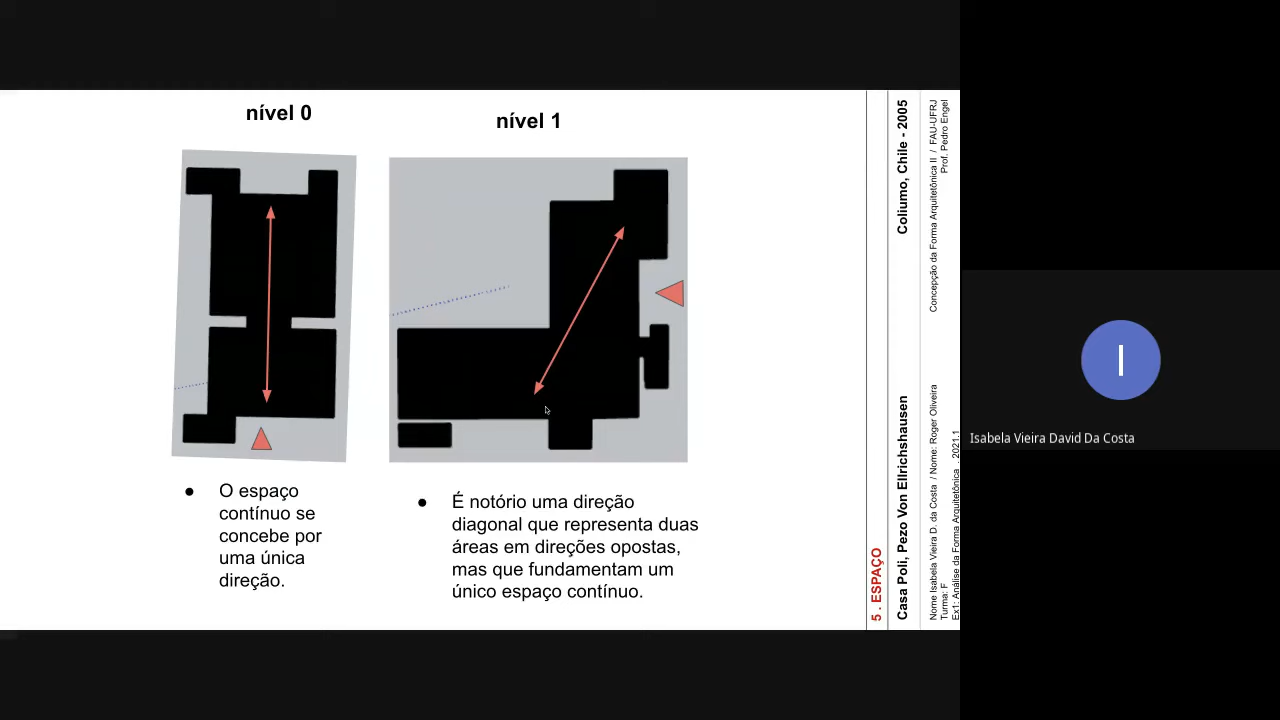 nível 0
nível 1
● O espaço
contínuo se
concebe por
uma única
direção.
● É notório uma direção
diagonal que representa duas
áreas em direções opostas,
mas que fundamentam um
único espaço contínuo.
5 . ESPAÇO
Casa Poli, Pezo Von Ellrichshausen Coliumo, Chile - 2005
Concepção da Forma Arquitetônica II / FAU-UFRJ
Prof. Pedro Engel
Nome Isabela Vieira D. da Costa / Nome: Roger Oliveira
Turma: F
Ex1: Análise da Forma Arquitetônica . 2021.1
I
Isabela Vieira David Da Costa